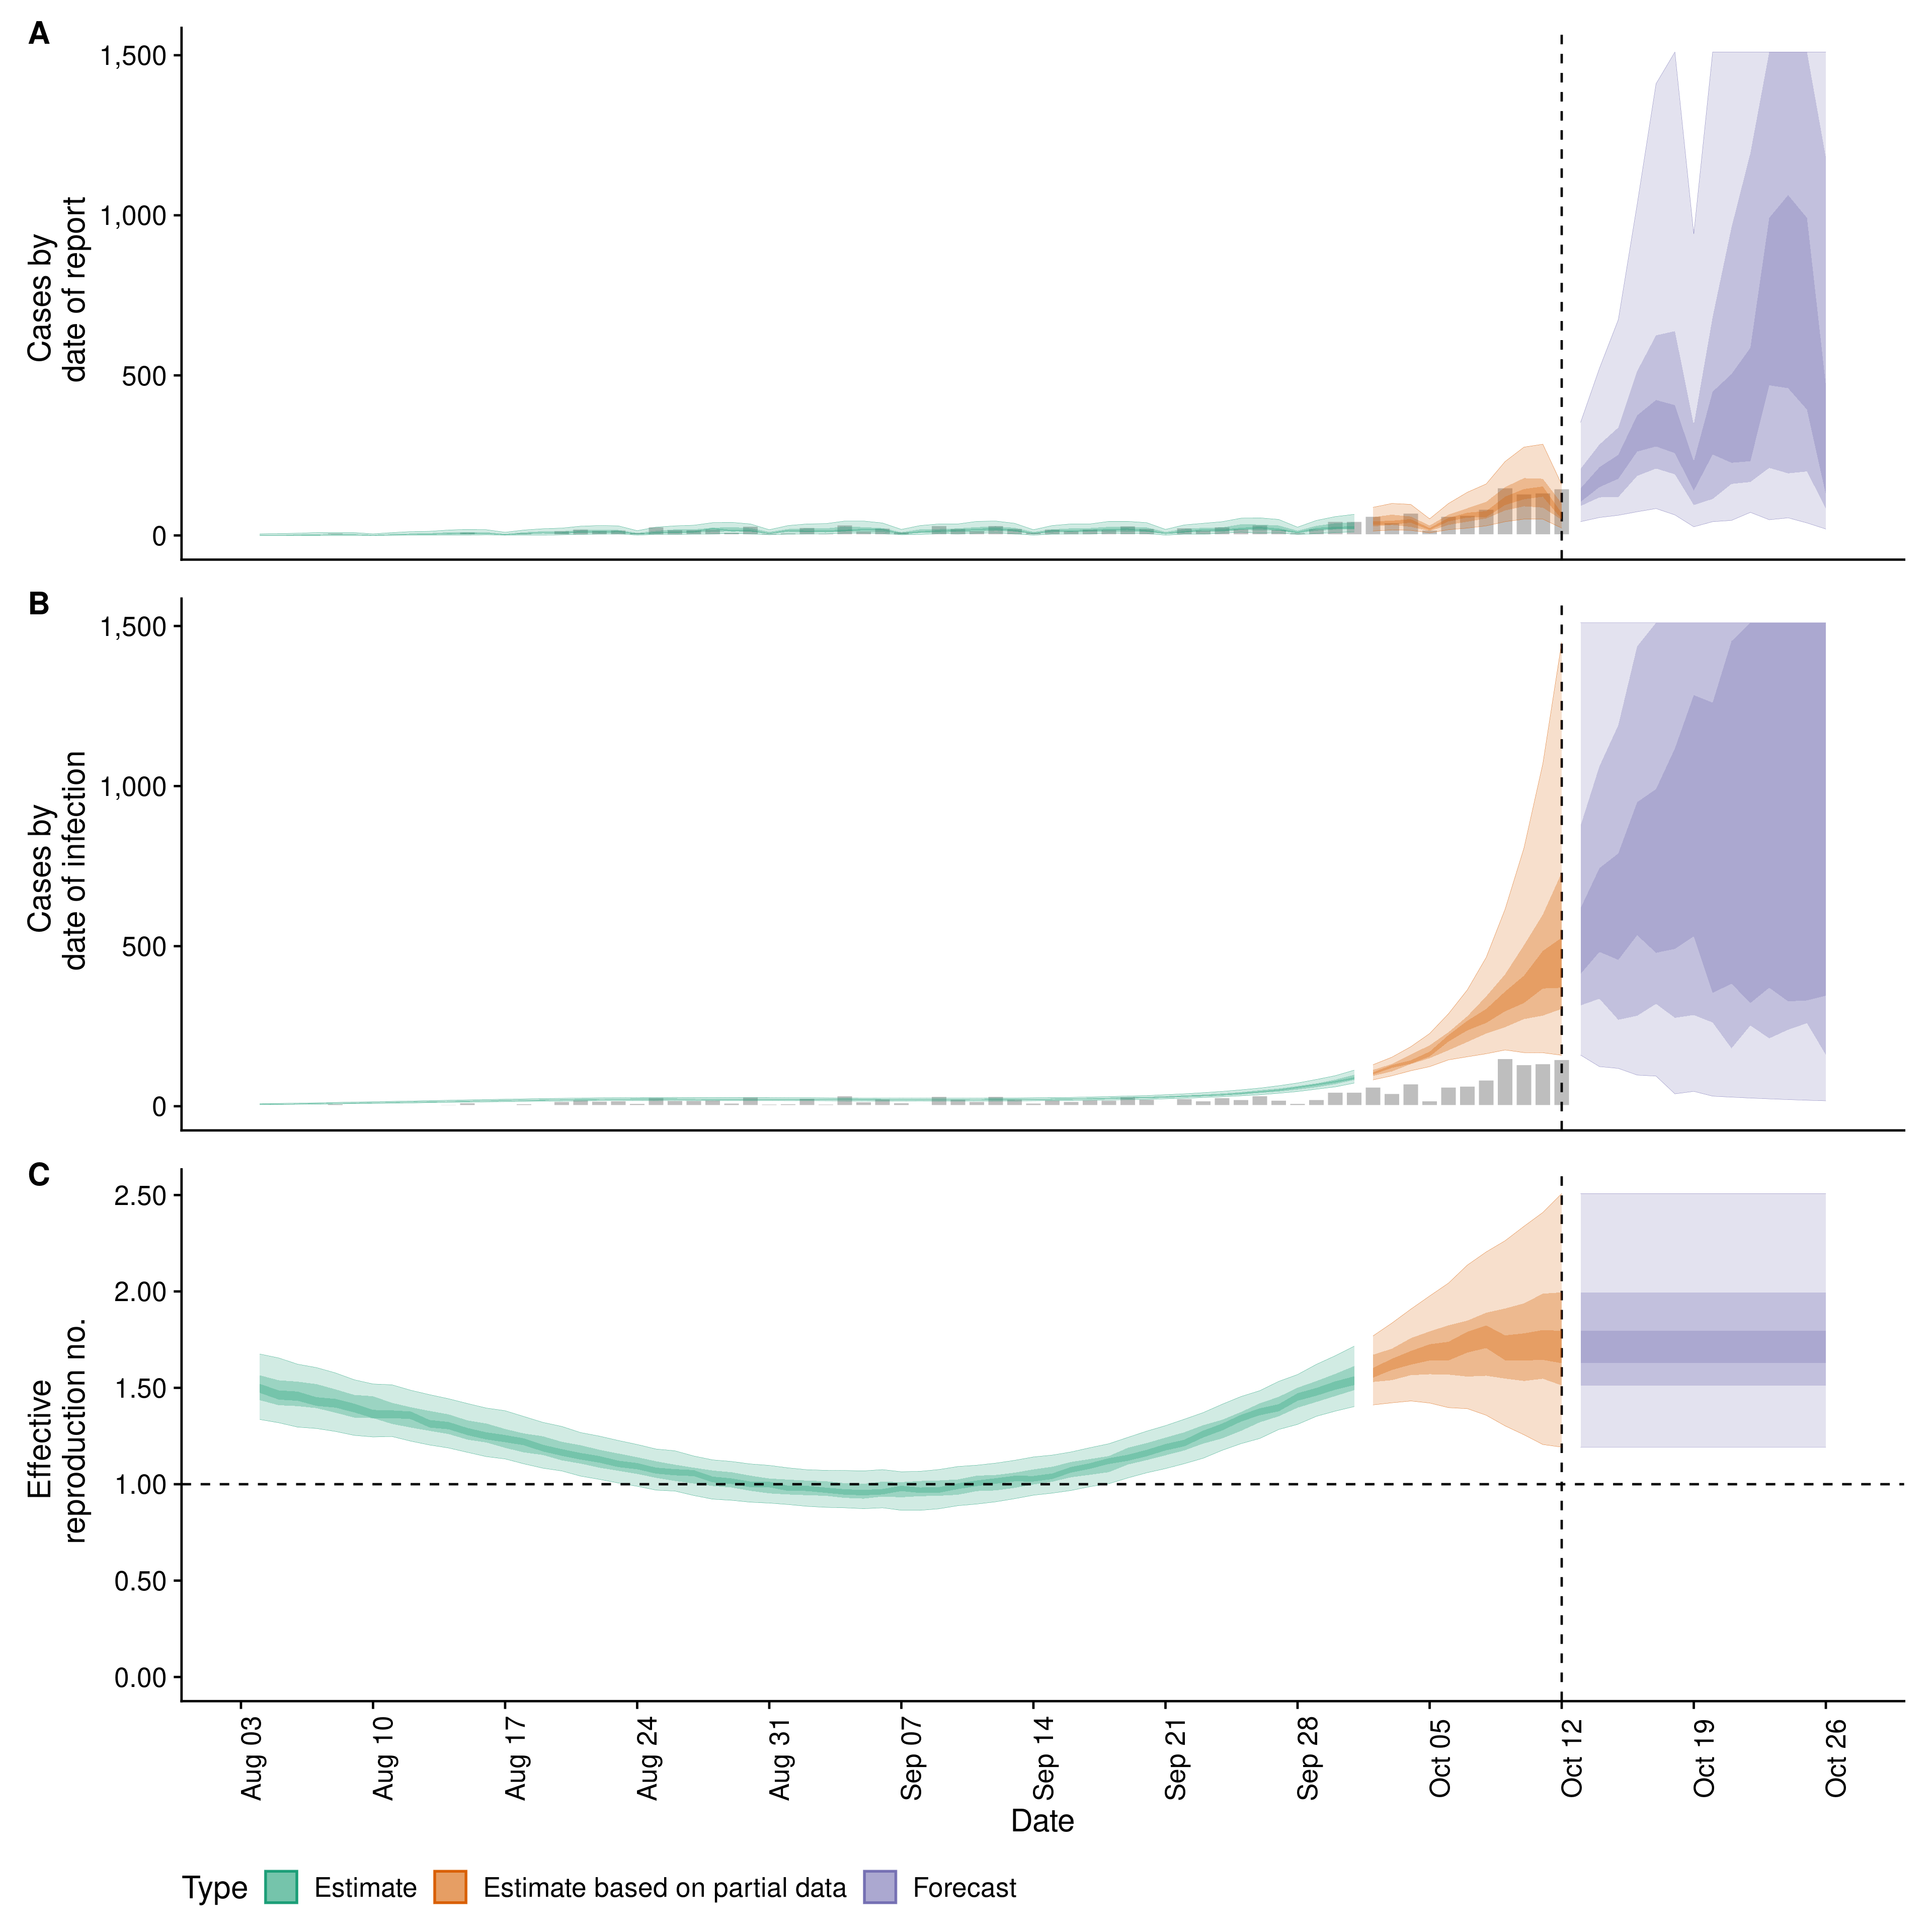 A
1,500
1,000
500
0
Cases by
date of report
B
1,500
1,000
500
0
Cases by
date of infection
C
2.50
2.00
1.50
1.00
0.50
0.00
Effective
reproduction no.
Aug 03
Aug 10
Aug 17
Aug 24
Aug 31
Sep 07
Sep 14
Sep 21
Sep 28
Oct 05
Oct 12
Oct 19
Oct 26
Date
Type Estimate Estimate based on partial data Forecast